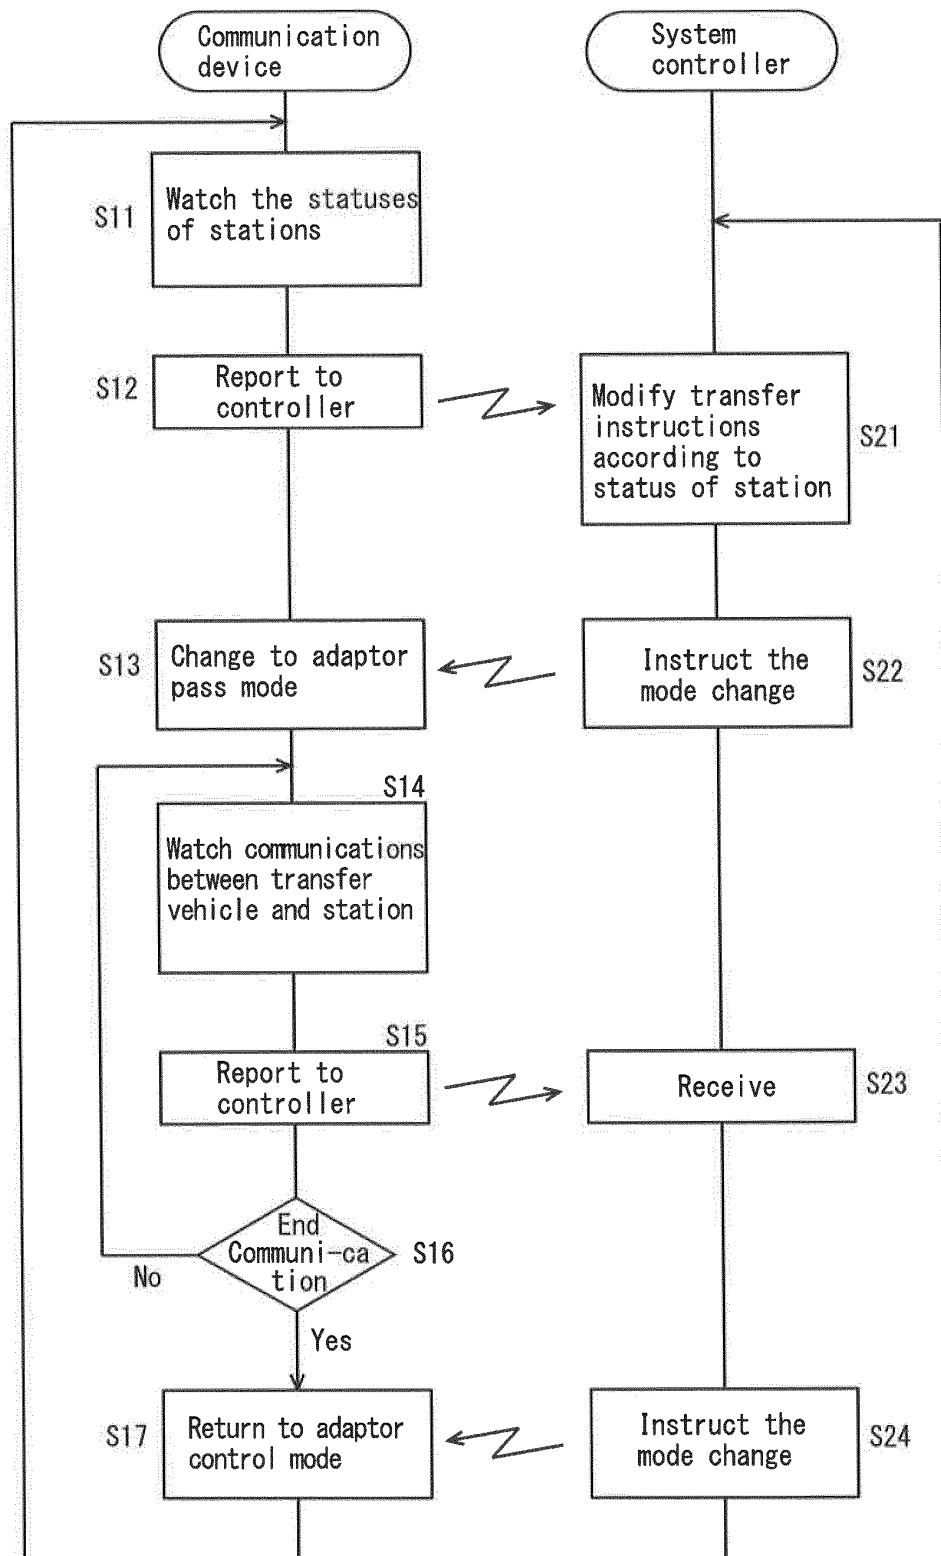 Communication
device
System
controller
S11
Watch the statuses
of stations
S12
Report to
controller
Modify transfer
instructions
according to
status of station
S21
S13
Change to adaptor
pass mode
Instruct the
mode change
S22
S14
Watch communications
between transfer
vehicle and station
S15
Report to
controller
Receive
S23
End
Communi-ca
tion
S16
No
Yes
S17
Return to adaptor
control mode
Instruct the
mode change
S24